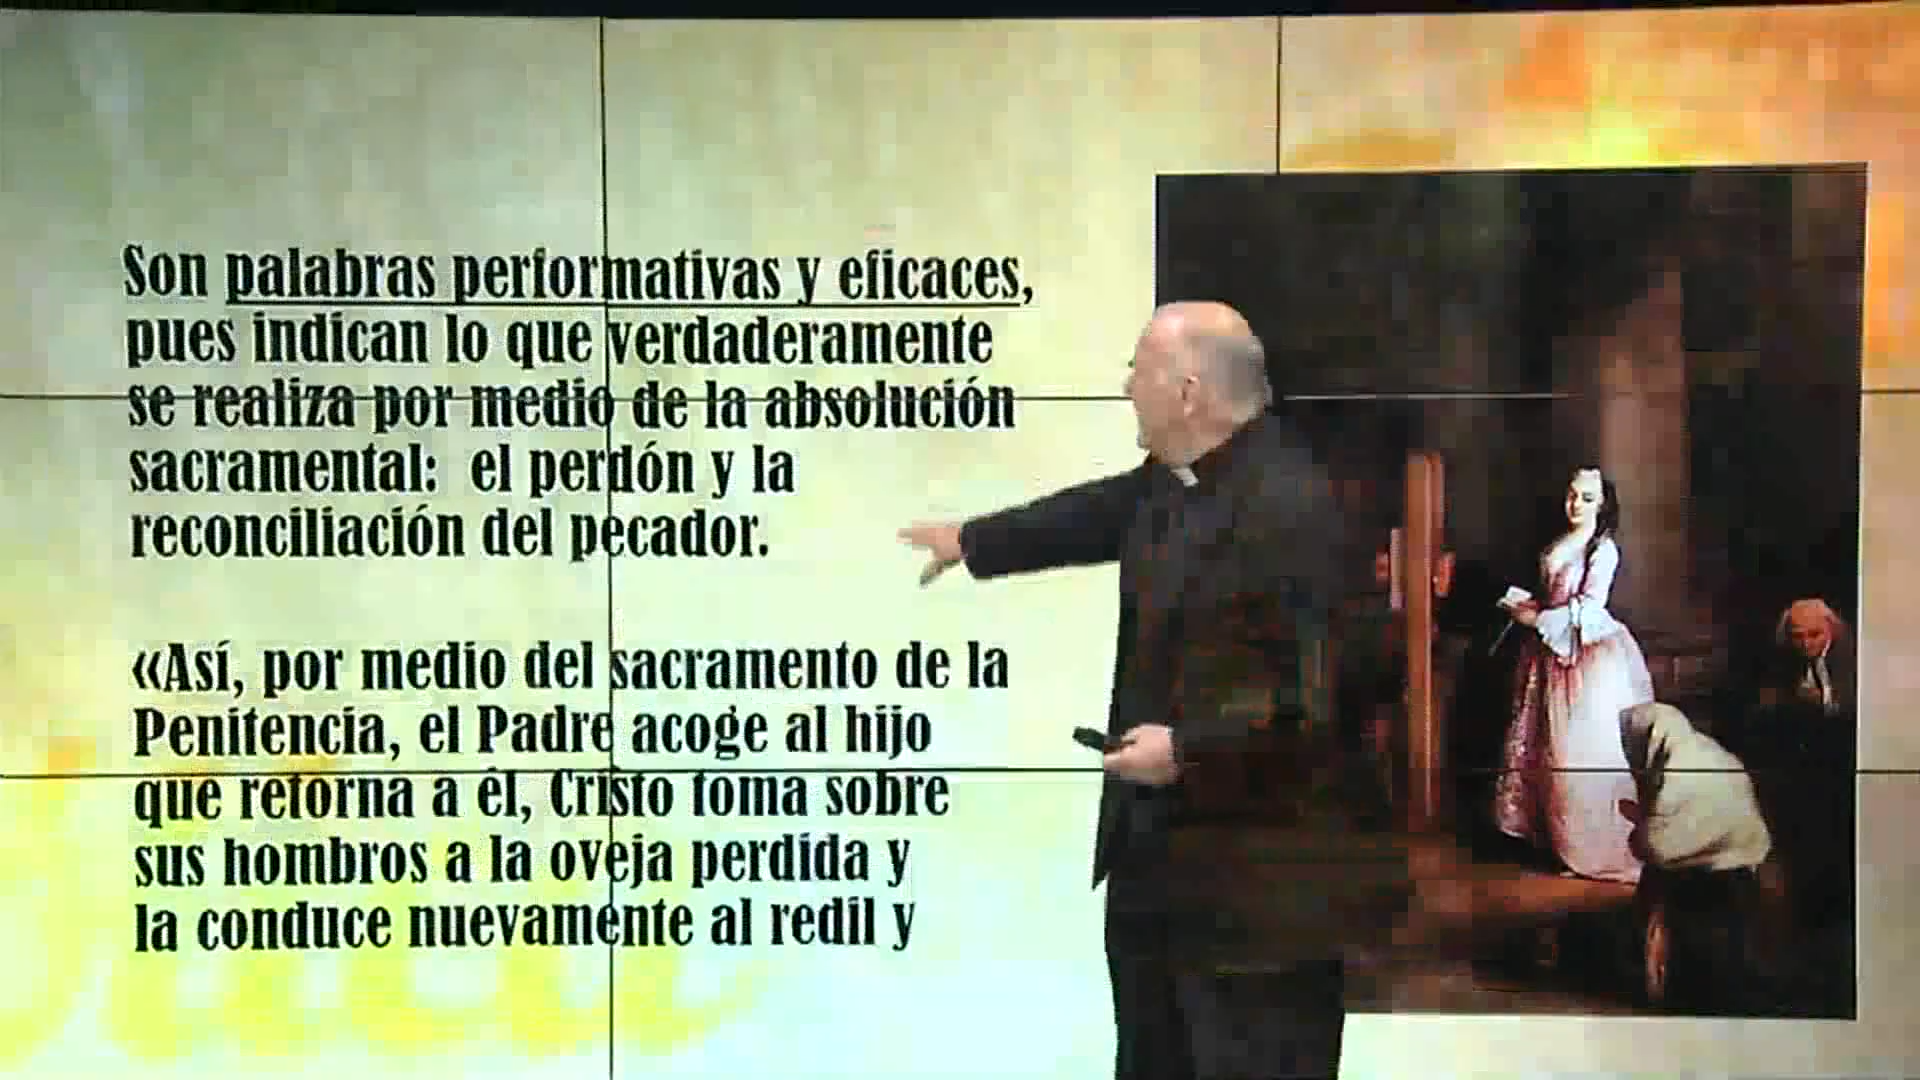 Son palabras performativas y eficaces,
pues indican lo que verdaderamente
se realiza por medio de la absolución
sacramental: el perdón y la
reconciliación del pecador.
«Así, por medio del sacramento de la
Penitencia, el Padre acoge al hijo
que retorna a él, Cristo toma sobre
sus hombros a la oveja perdida y
la conduce nuevamente al redil y